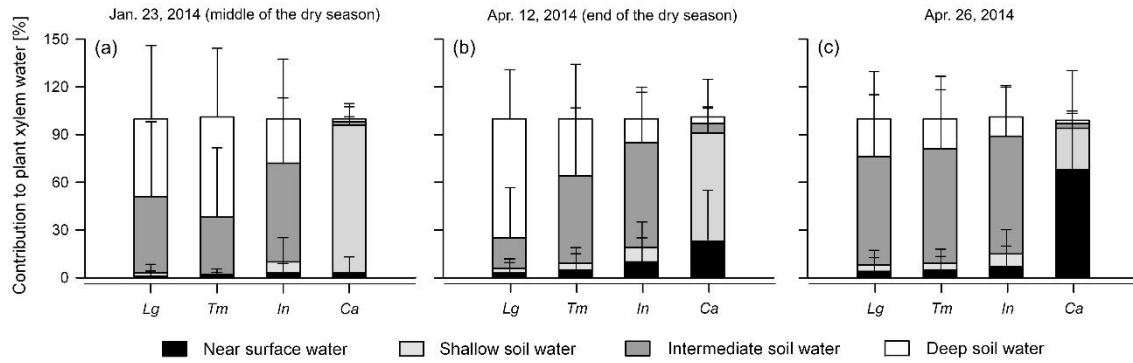 Jan. 23, 2014 (middle of the dry season)
Apr. 12, 2014 (end of the dry season)
Apr. 26, 2014
Contribution to plant xylem water [%]
150
120
90
60
30
0
(a)
(b)
(c)
Lg Tm In Ca
Lg Tm In Ca
Lg Tm In Ca
Near surface water
Shallow soil water
Intermediate soil water
Deep soil water